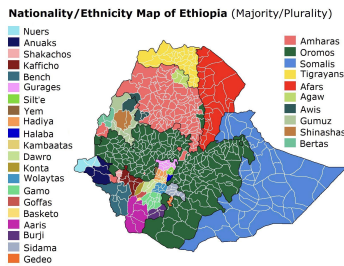 Nationality/Ethnicity Map of Ethiopia (Majority/Plurality)
Nuers
Anuaks
Shakachos
Kafficho
Bench
Gurages
Silt'e
Yem
Hadiya
Halaba
Kambaatas
Dawro
Konta
Wolaytas
Gamo
Goffas
Basketo
Aaris
Burji
Sidama
Gedeo
Amharas
Oromos
Somalis
Tigrayans
Afars
Agaw
Awis
Gumuz
Shinashas
Bertas